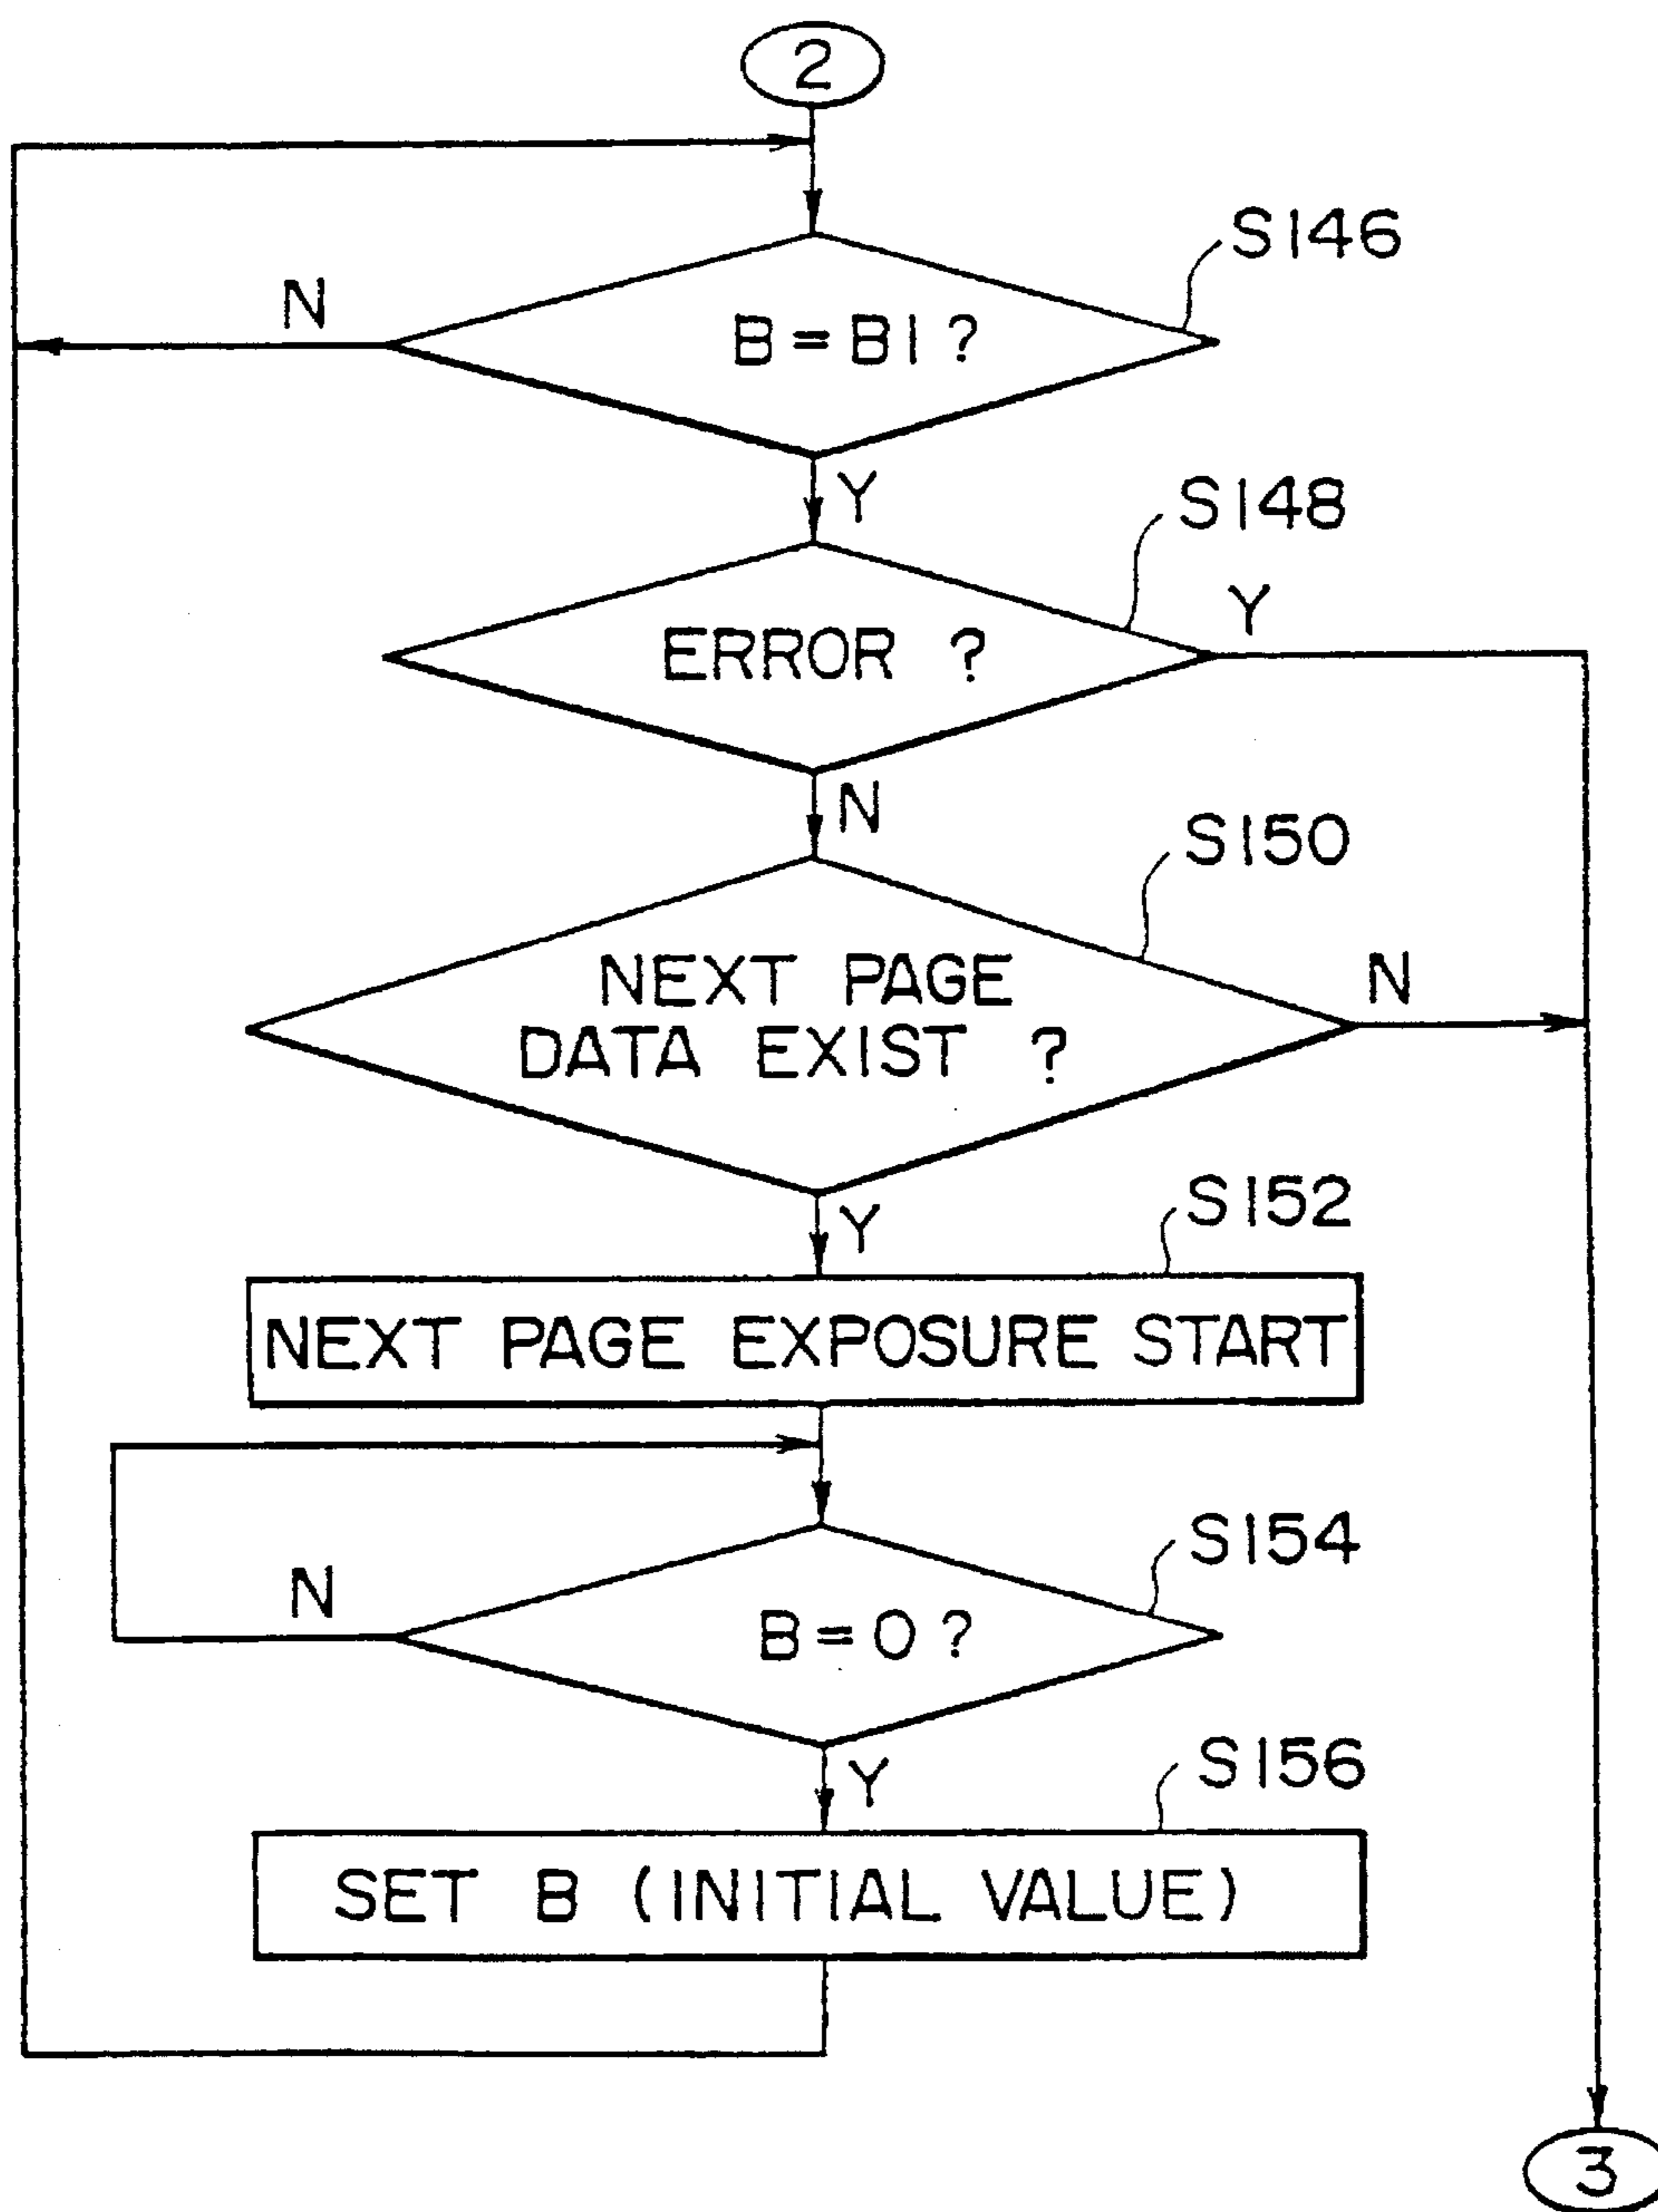 2
S146
N
B=B1?
Y
S148
Y
ERROR ?
N
S150
N
NEXT PAGE
DATA EXIST ?
Y
S152
NEXT PAGE EXPOSURE START
S154
N
B=0?
Y
S156
SET B (INITIAL VALUE)
3